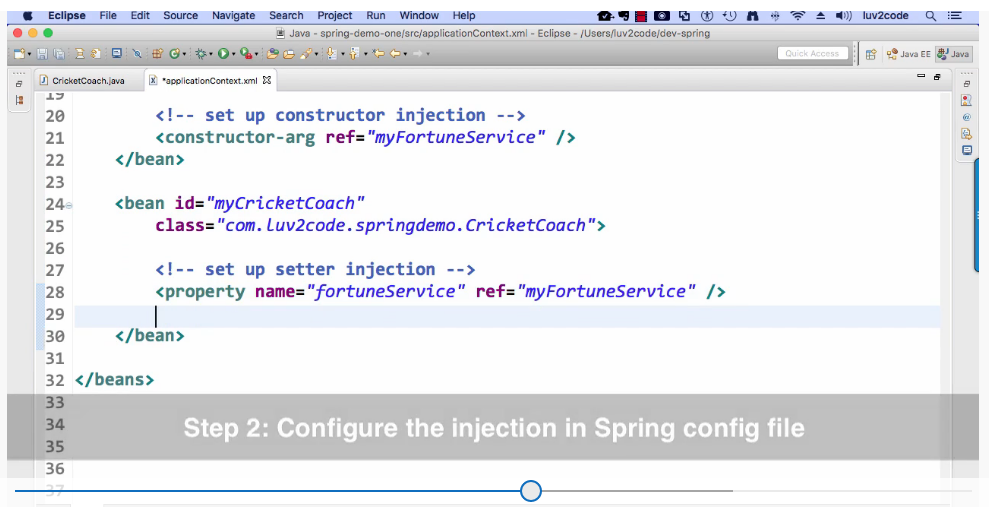 Eclipse File Edit Source Navigate Search Project Run Window Help luv2code
Java - spring-demo-one/src/applicationContext.xml - Eclipse - /Users/luv2code/dev-spring
Quick Access Java EE Java
CricketCoach.java *applicationContext.xml
19
20 <!-- set up constructor injection -->
21 <constructor-arg ref="myFortuneService" />
22 </bean>
23
24 <bean id="myCricketCoach"
25 class="com.luv2code.springdemo.CricketCoach">
26
27 <!-- set up setter injection -->
28 <property name="fortuneService" ref="myFortuneService" />
29
30 </bean>
31
32 </beans>
33
34 Step 2: Configure the injection in Spring config file
35
36
37